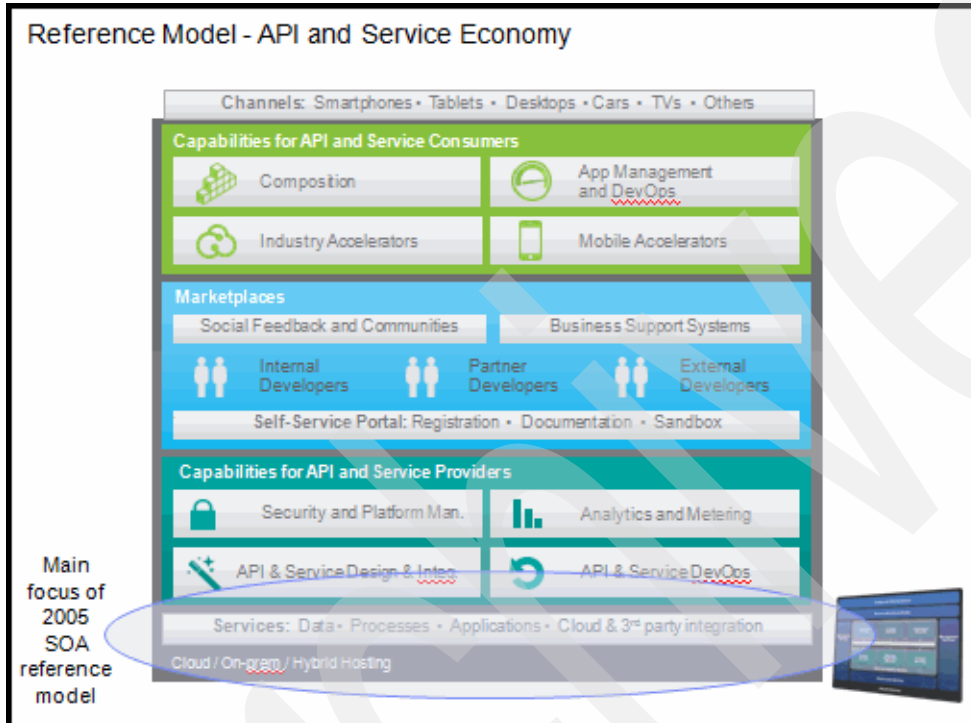 Reference Model - API and Service Economy
Channels: Smartphones • Tablets • Desktops • Cars • TVs • Others
Capabilities for API and Service Consumers
Composition
App Management
and DevOps
Industry Accelerators
Mobile Accelerators
Marketplaces
Social Feedback and Communities
Business Support Systems
Internal
Developers
Partner
Developers
External
Developers
Self-Service Portal: Registration • Documentation • Sandbox
Capabilities for API and Service Providers
Security and Platform Man.
Analytics and Metering
API & Service Design & Integ.
API & Service DevOps
Services: Data • Processes • Applications • Cloud & 3rd party integration
Cloud / On-prem / Hybrid Hosting
Main
focus of
2005
SOA
reference
model